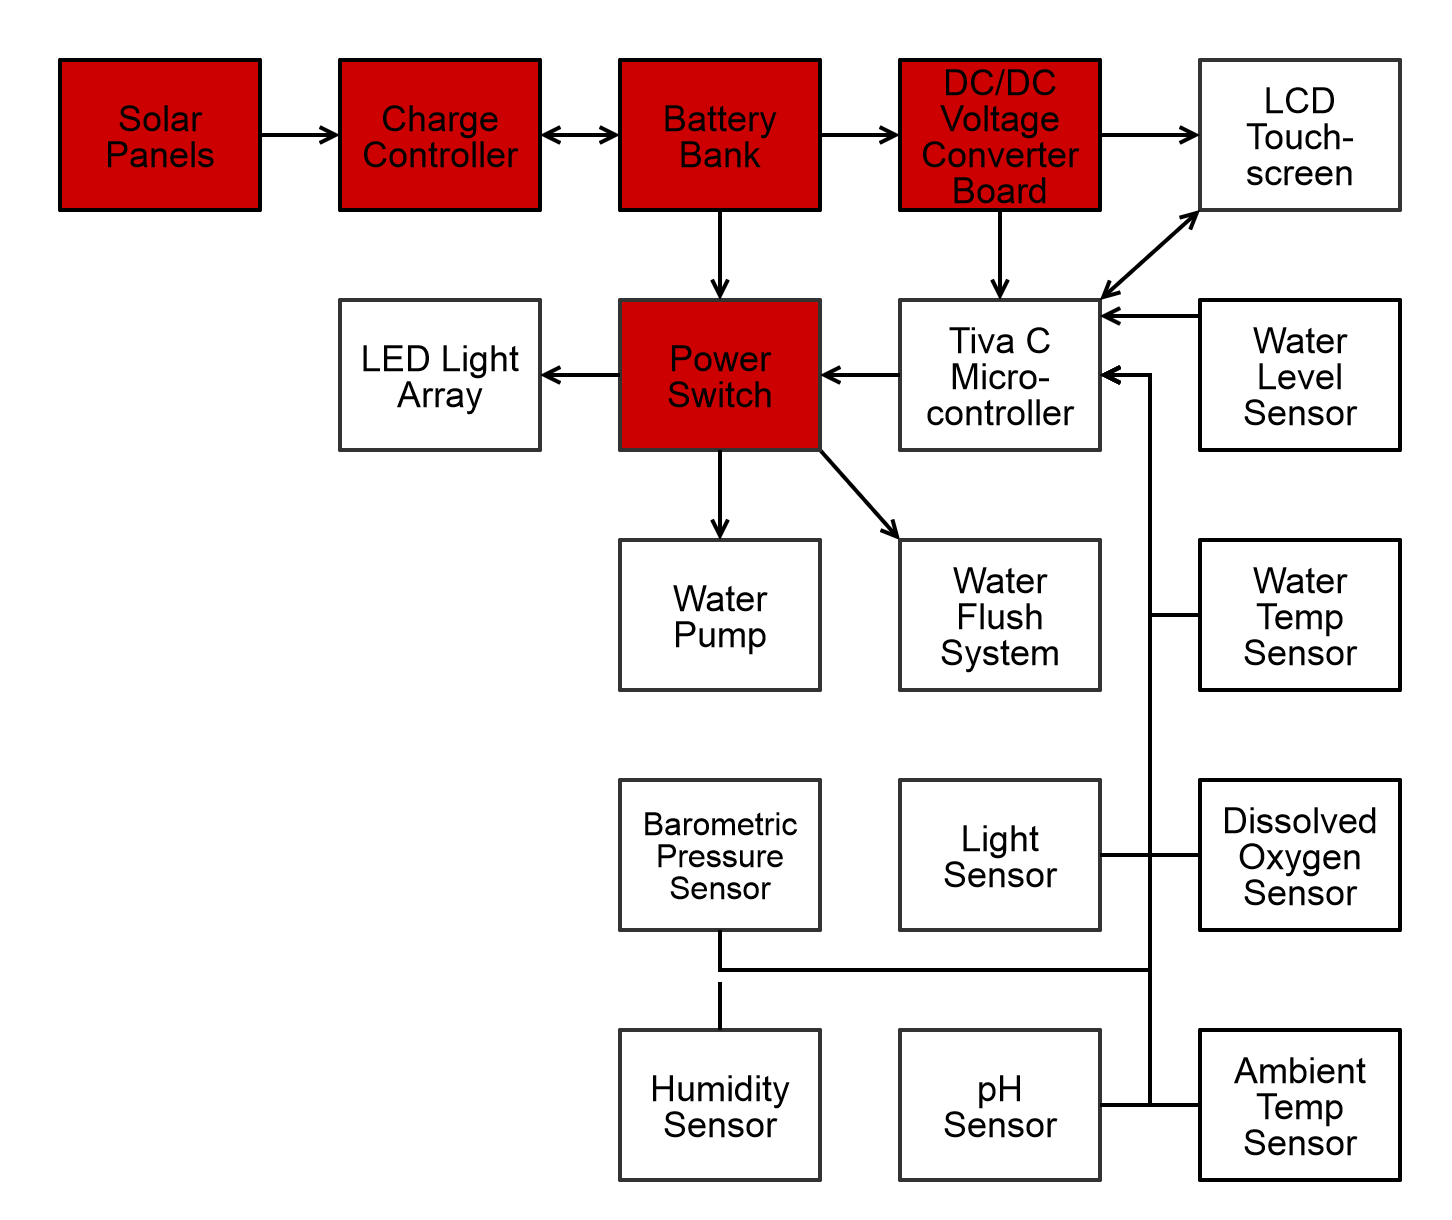 Solar
Panels
Charge
Controller
Battery
Bank
DC/DC
Voltage
Converter
Board
LCD
Touch-
screen
LED Light
Array
Power
Switch
Tiva C
Micro-
controller
Water
Level
Sensor
Water
Pump
Water
Flush
System
Water
Temp
Sensor
Barometric
Pressure
Sensor
Light
Sensor
Dissolved
Oxygen
Sensor
Humidity
Sensor
pH
Sensor
Ambient
Temp
Sensor